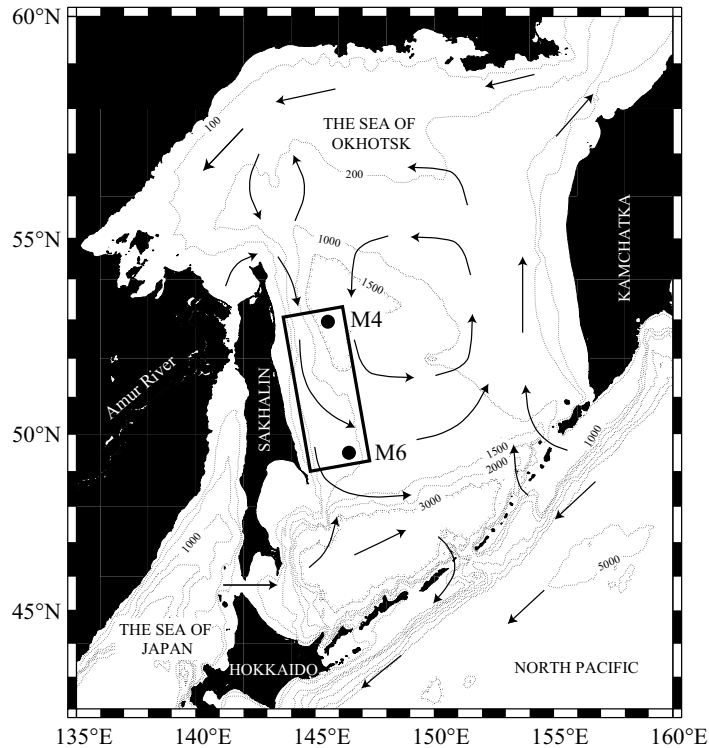 60°N
100
THE SEA OF
OKHOTSK
200
KAMCHATKA
55°N
1000
1500
M4
Amur River
SAKHALIN
50°N
M6
1500
2000
1000
3000
1000
5000
45°N
THE SEA OF
JAPAN
HOKKAIDO
NORTH PACIFIC
135°E
140°E
145°E
150°E
155°E
160°E